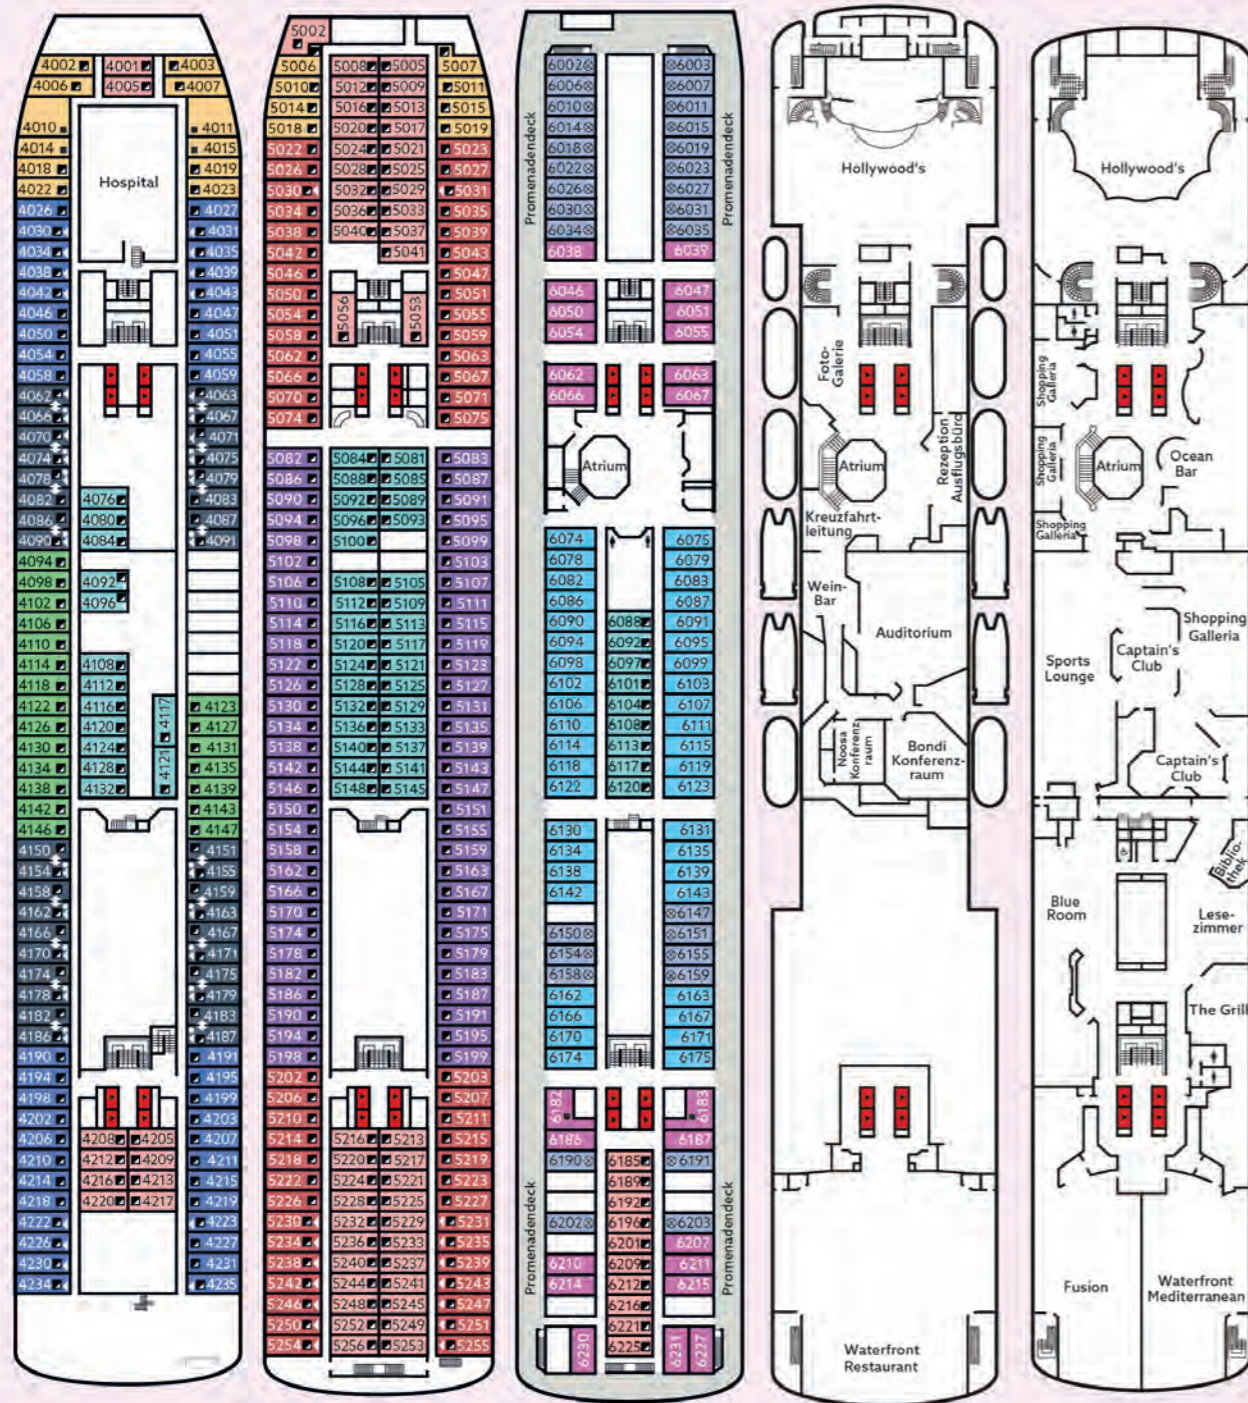 4002 4001 4003
4006 4005 4007
4010 4011
4014 4015
4018 4019
Hospital
4022 4023
4026 4027
4030 4031
4034 4035
4038 4039
4042 4043
4046 4047
4050 4051
4054 4055
4058 4059
4062 4063
4066 4067
4070 4071
4074 4075
4078 4079
4082 4076 4083
4086 4080 4087
4090 4084 4091
4094
4098 4092
4102 4096
4106
4110
4114 4108
4118 4112
4122 4116 4117 4123
4126 4120 4127
4130 4124 4121 4131
4134 4128 4135
4138 4132 4139
4142 4143
4146 4147
4150 4151
4154 4155
4158 4159
4162 4163
4166 4167
4170 4171
4174 4175
4178 4179
4182 4183
4186 4187
4190 4191
4194 4195
4198 4199
4202 4203
4206 4208 4205 4207
4210 4212 4209 4211
4214 4216 4213 4215
4218 4220 4217 4219
4222 4223
4226 4227
4230 4231
4234 4235
5002
5006 5008 5005 5007
5010 5012 5009 5011
5014 5016 5013 5015
5018 5020 5017 5019
5022 5024 5021 5023
5026 5028 5025 5027
5030 5032 5029 5031
5034 5036 5033 5035
5038 5040 5037 5039
5042 5041 5043
5046 5047
5050 5051
5054 5056 5053 5055
5058 5059
5062 5063
5066 5067
5070 5071
5074 5075
5082 5084 5081 5083
5086 5088 5085 5087
5090 5092 5089 5091
5094 5096 5093 5095
5098 5100 5099
5102 5103
5106 5108 5105 5107
5110 5112 5109 5111
5114 5116 5113 5115
5118 5120 5117 5119
5122 5124 5121 5123
5126 5128 5125 5127
5130 5132 5129 5131
5134 5136 5133 5135
5138 5140 5137 5139
5142 5144 5141 5143
5146 5148 5145 5147
5150 5151
5154 5155
5158 5159
5162 5163
5166 5167
5170 5171
5174 5175
5178 5179
5182 5183
5186 5187
5190 5191
5194 5195
5198 5199
5202 5203
5206 5207
5210 5211
5214 5216 5213 5215
5218 5220 5217 5219
5222 5224 5221 5223
5226 5228 5225 5227
5230 5232 5229 5231
5234 5236 5233 5235
5238 5240 5237 5239
5242 5244 5241 5243
5246 5248 5245 5247
5250 5252 5249 5251
5254 5256 5253 5255
6002 6003
6006 6007
6010 6011
6014 6015
6018 6019
Promenadendeck
Promenadendeck
6022 6023
6026 6027
6030 6031
6034 6035
6038 6039
6046 6047
6050 6051
6054 6055
6062 6063
6066 6067
Atrium
6074 6075
6078 6079
6082 6083
6086 6087
6090 6088 6091
6094 6092 6095
6098 6097 6099
6102 6101 6103
6106 6104 6107
6110 6108 6111
6114 6113 6115
6118 6117 6119
6122 6120 6123
6130 6131
6134 6135
6138 6139
6142 6143
6147
6150 6151
6154 6155
6158 6159
6162 6163
6166 6167
6170 6171
6174 6175
6182 6183
6186 6187
6190 6185 6191
6189
6192
6202 6196 6203
6201 6207
6210 6209 6211
6214 6212 6215
Promenadendeck
Promenadendeck
6216
6221
6230 6225 6231 6227
Hollywood's
Foto-
Galerie
Atrium
Rezeption
Ausflugsbüro
Kreuzfahrt-
leitung
Wein-
Bar
Auditorium
Noosa
Konferenz
raum
Bondi
Konferenz-
raum
Waterfront
Restaurant
Hollywood's
Shopping
Galleria
Shopping
Galleria
Atrium
Ocean
Bar
Shopping
Galleria
Shopping
Galleria
Sports
Lounge
Captain's
Club
Captain's
Club
Biblio-
thek
Blue
Room
Lese-
zimmer
The Grill
Fusion
Waterfront
Mediterranean